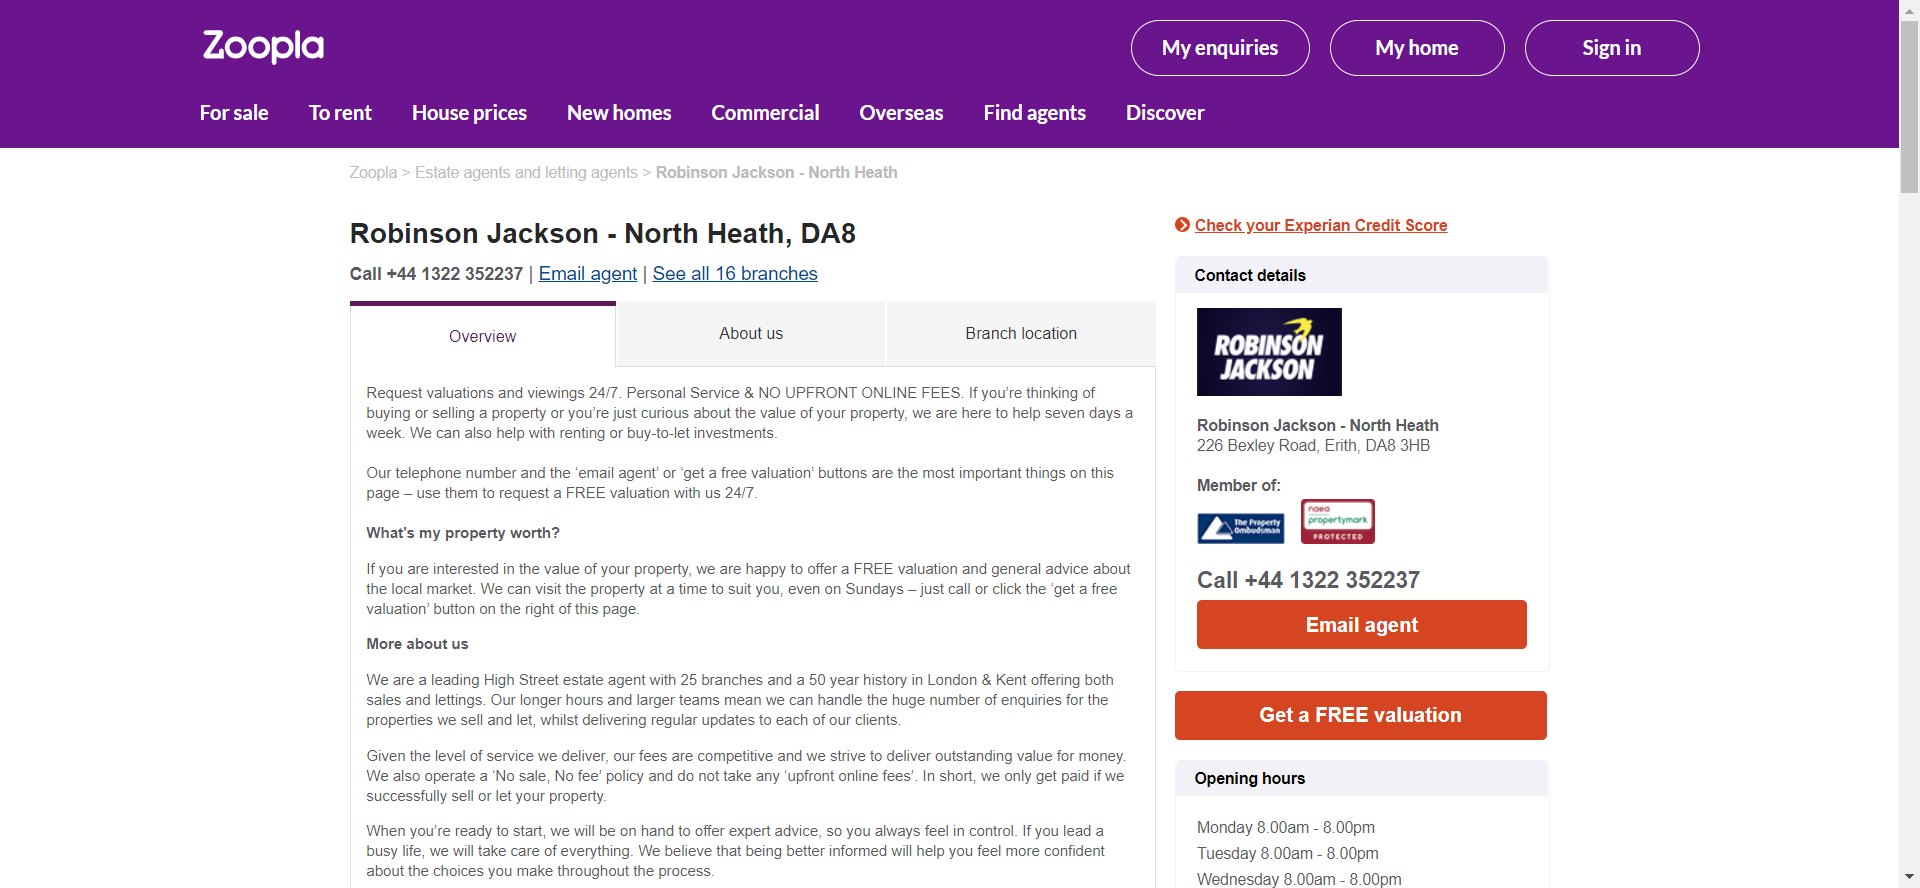 Zoopla
My enquiries
My home
Sign in
For sale
To rent
House prices
New homes
Commercial
Overseas
Find agents
Discover
Zoopla > Estate agents and letting agents > Robinson Jackson - North Heath
Robinson Jackson - North Heath, DA8
Call +44 1322 352237 | Email agent | See all 16 branches
Overview
About us
Branch location
Request valuations and viewings 24/7. Personal Service & NO UPFRONT ONLINE FEES. If you’re thinking of
buying or selling a property or you’re just curious about the value of your property, we are here to help seven days a
week. We can also help with renting or buy-to-let investments.
Our telephone number and the ‘email agent’ or ‘get a free valuation’ buttons are the most important things on this
page – use them to request a FREE valuation with us 24/7.
What’s my property worth?
If you are interested in the value of your property, we are happy to offer a FREE valuation and general advice about
the local market. We can visit the property at a time to suit you, even on Sundays – just call or click the ‘get a free
valuation’ button on the right of this page.
More about us
We are a leading High Street estate agent with 25 branches and a 50 year history in London & Kent offering both
sales and lettings. Our longer hours and larger teams mean we can handle the huge number of enquiries for the
properties we sell and let, whilst delivering regular updates to each of our clients.
Given the level of service we deliver, our fees are competitive and we strive to deliver outstanding value for money.
We also operate a ‘No sale, No fee’ policy and do not take any ‘upfront online fees’. In short, we only get paid if we
successfully sell or let your property.
When you’re ready to start, we will be on hand to offer expert advice, so you always feel in control. If you lead a
busy life, we will take care of everything. We believe that being better informed will help you feel more confident
about the choices you make throughout the process.
Check your Experian Credit Score
Contact details
ROBINSON
JACKSON
Robinson Jackson - North Heath
226 Bexley Road, Erith, DA8 3HB
Member of:
The Property
Ombudsman
naea
propertymark
PROTECTED
Call +44 1322 352237
Email agent
Get a FREE valuation
Opening hours
Monday 8.00am - 8.00pm
Tuesday 8.00am - 8.00pm
Wednesday 8.00am - 8.00pm